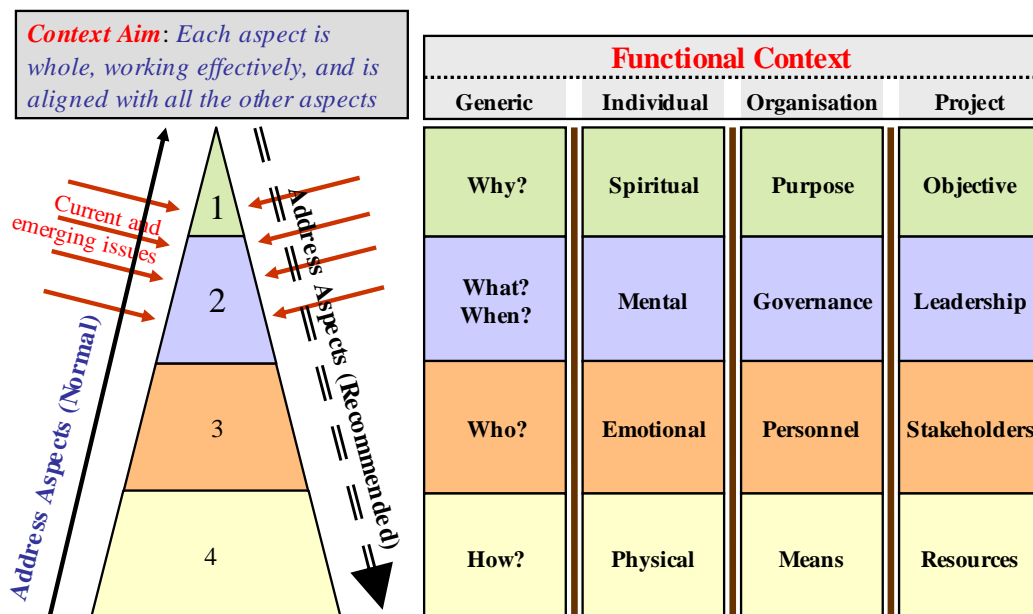 Context Aim: Each aspect is
whole, working effectively, and is
aligned with all the other aspects
Current and
emerging issues
Address Aspects (Normal)
Address Aspects (Recommended)
1
2
3
4
Functional Context
Generic Individual Organisation Project
Why? Spiritual Purpose Objective
What?
When? Mental Governance Leadership
Who? Emotional Personnel Stakeholders
How? Physical Means Resources